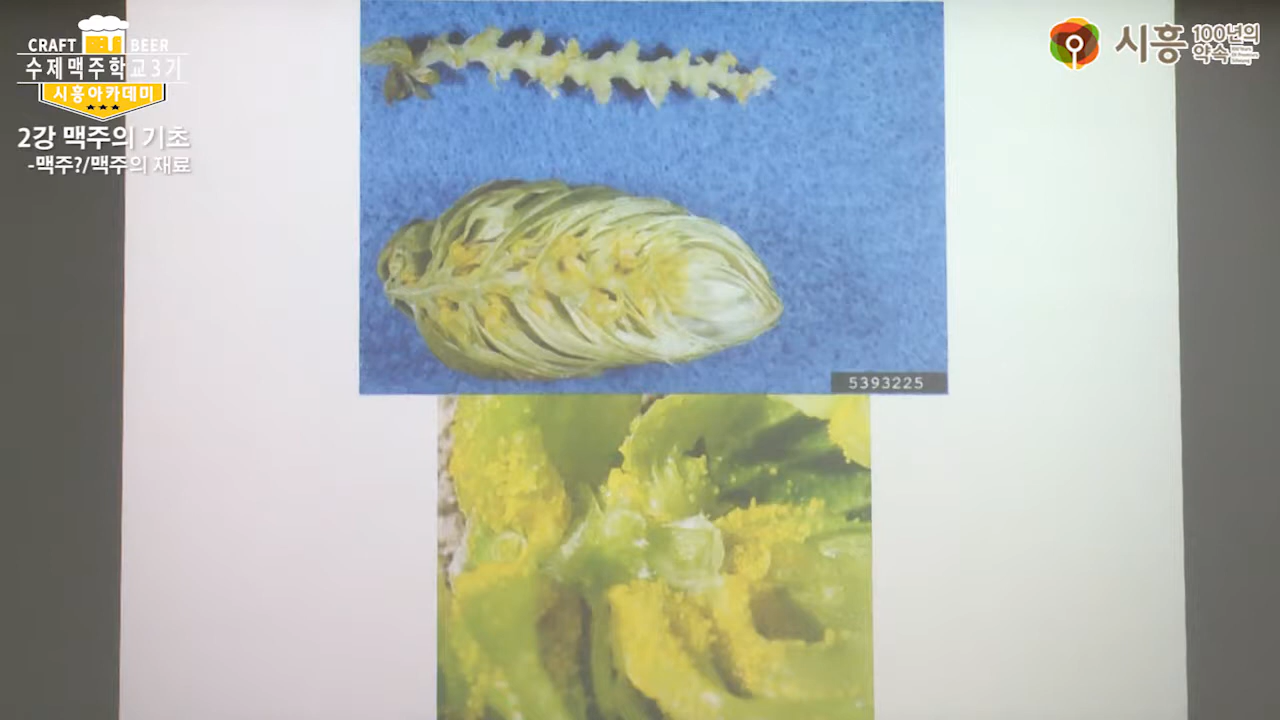 CRAFT BEER
수제맥주학교3기
시흥아카데미
2강 맥주의 기초
-맥주?/맥주의 재료
시흥 100년의
약속
5393225